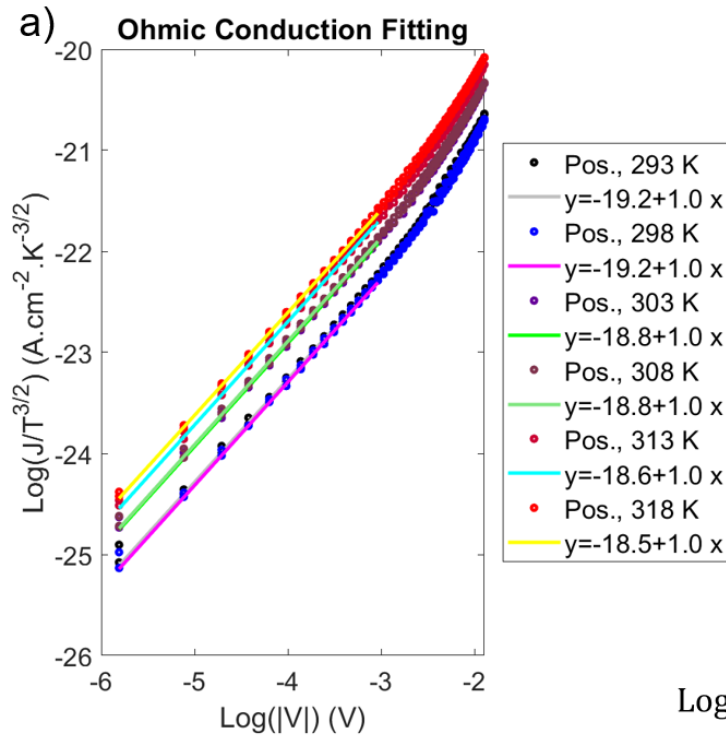 a)
Ohmic Conduction Fitting
Log(J/T^3/2) (A.cm^-2.K^-3/2)
-20
-21
-22
-23
-24
-25
-26
-6 -5 -4 -3 -2
Log(|V|) (V)
Pos., 293 K
y=-19.2+1.0 x
Pos., 298 K
y=-19.2+1.0 x
Pos., 303 K
y=-18.8+1.0 x
Pos., 308 K
y=-18.8+1.0 x
Pos., 313 K
y=-18.6+1.0 x
Pos., 318 K
y=-18.5+1.0 x
Log